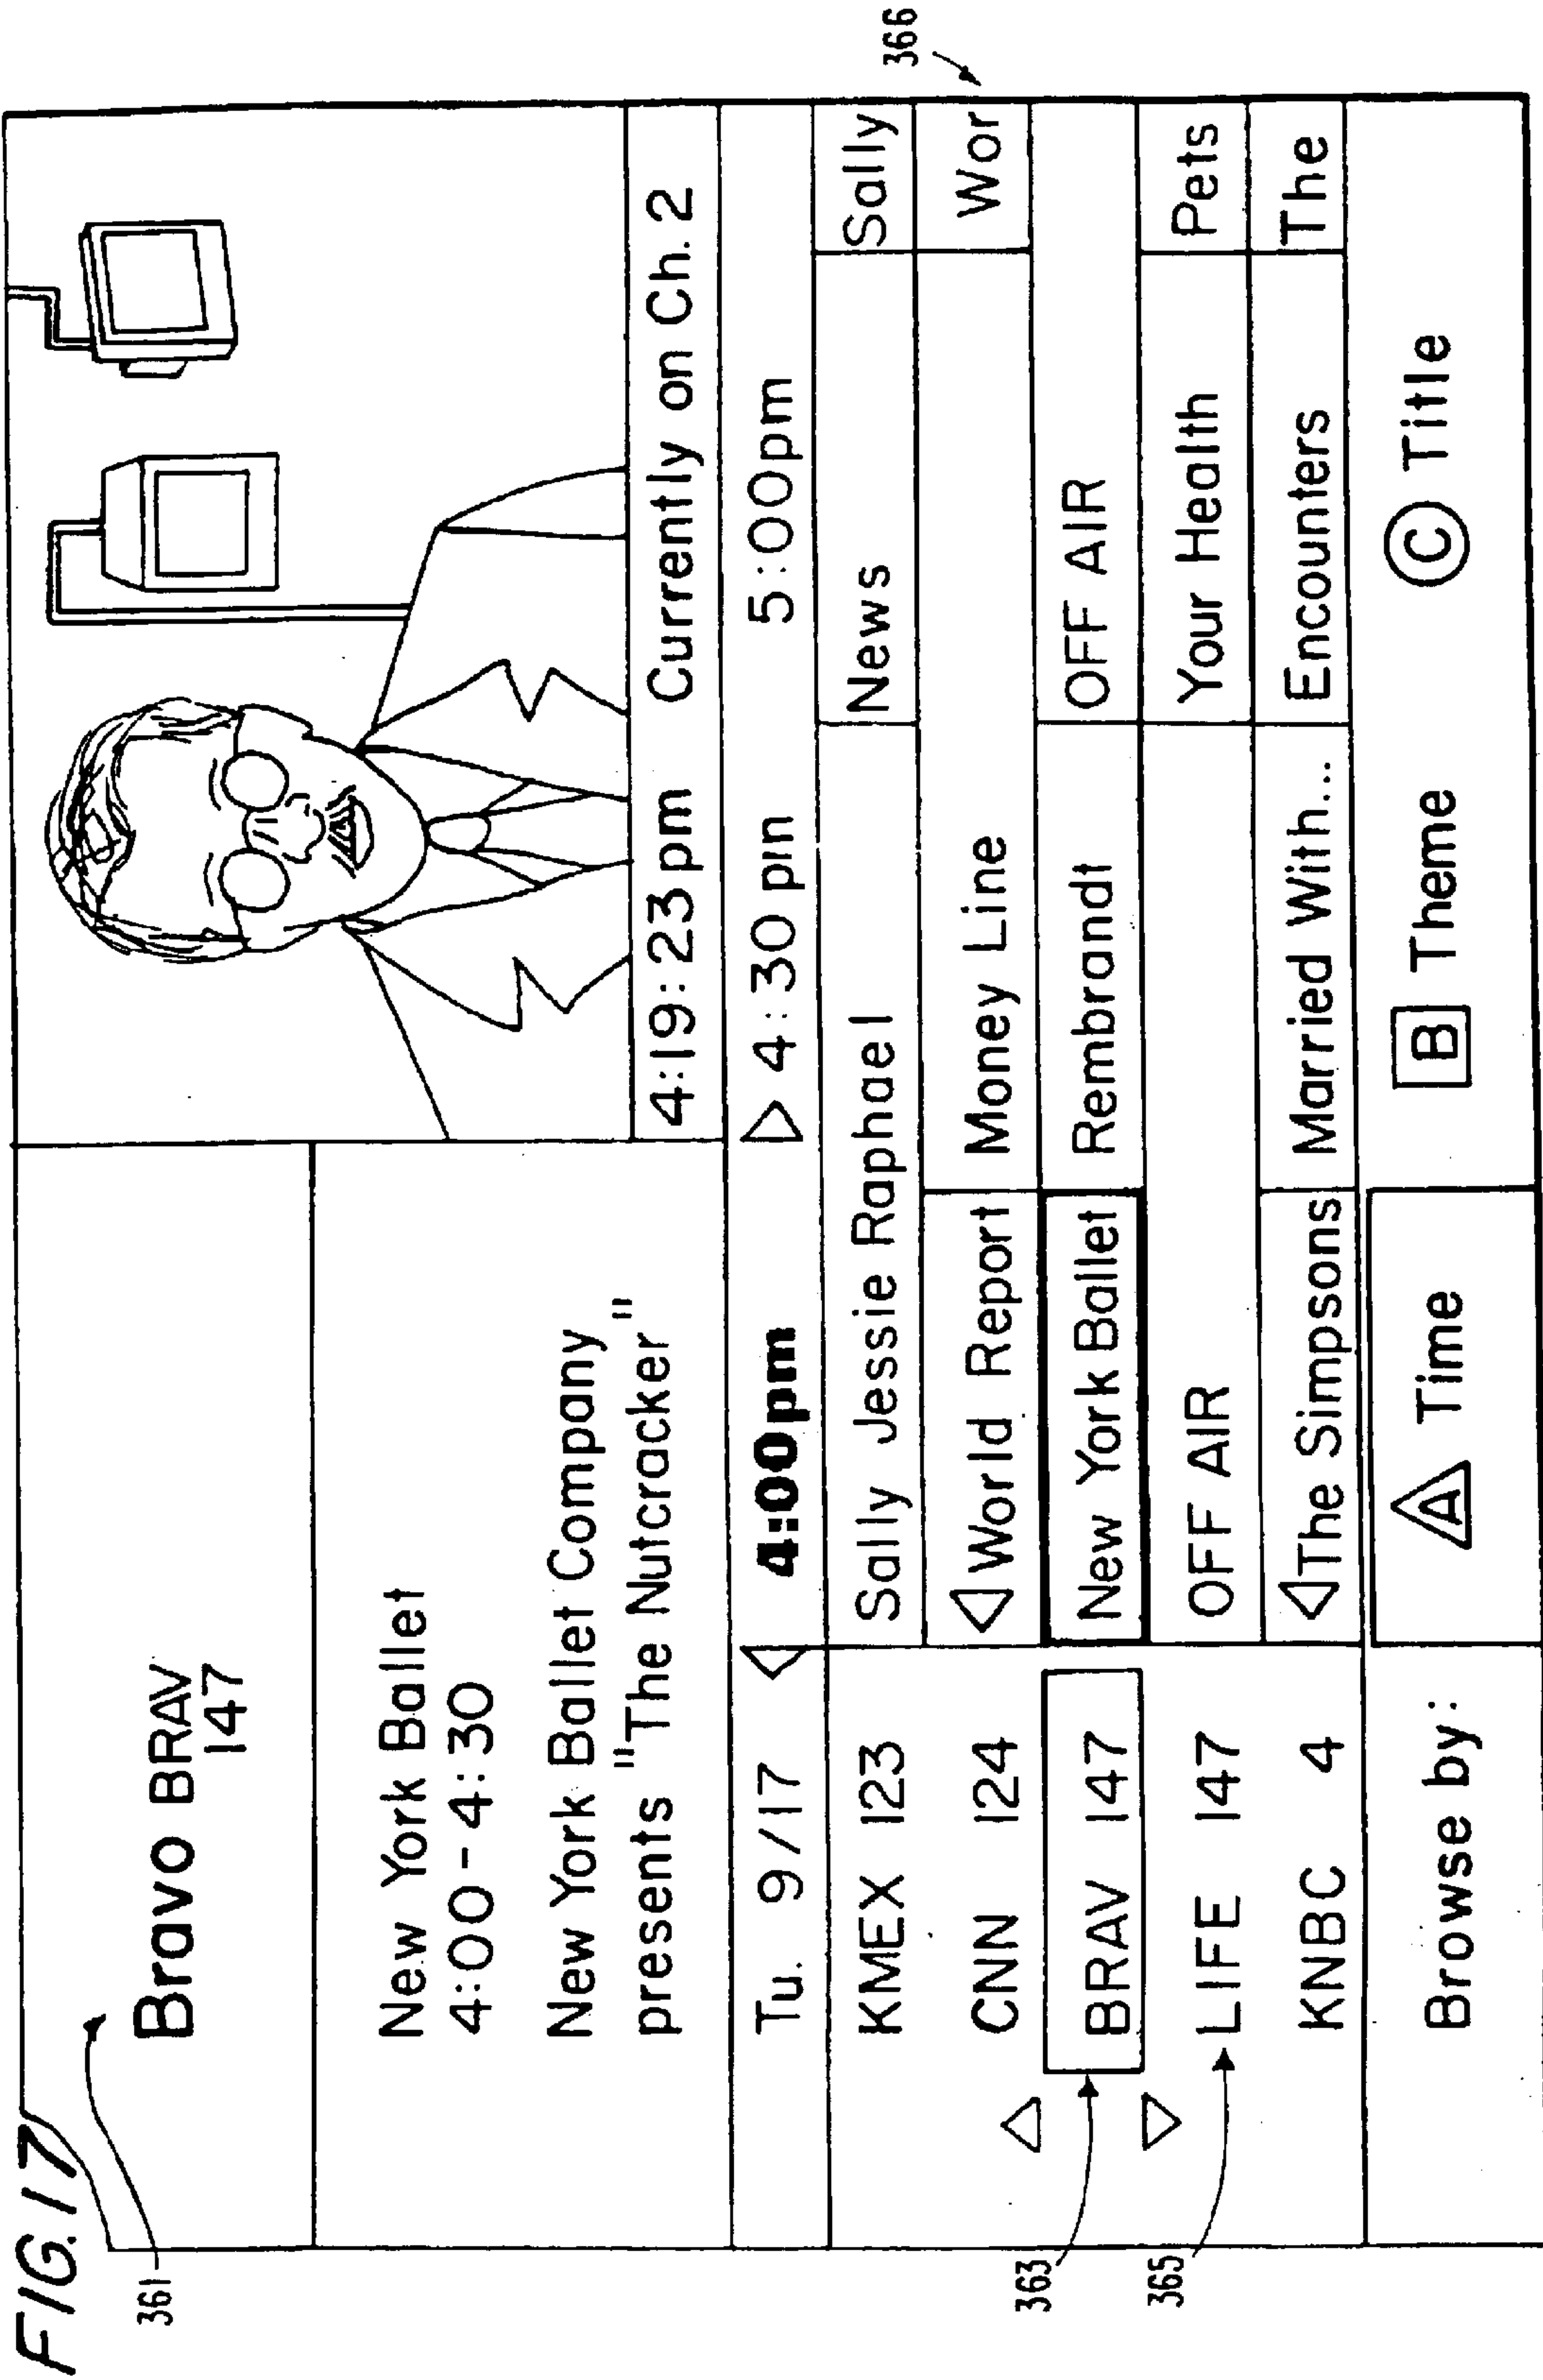 FIG.17
361
Bravo BRAV
147
New York Ballet
4:00-4:30
New York Ballet Company
presents "The Nutcracker"
4:19:23pm Currently on Ch. 2
Tu. 9/17 4:00pm 4:30 pm 5:00pm
KMEX 123 Sally Jessie Raphael News Sally
CNN 124 World Report Money Line Wor
366
363
BRAV 147 New York Ballet Rembrandt OFF AIR
365
LIFE 147 OFF AIR Your Health Pets
KNBC 4 The Simpsons Married With... Encounters The
Browse by: A Time B Theme C Title